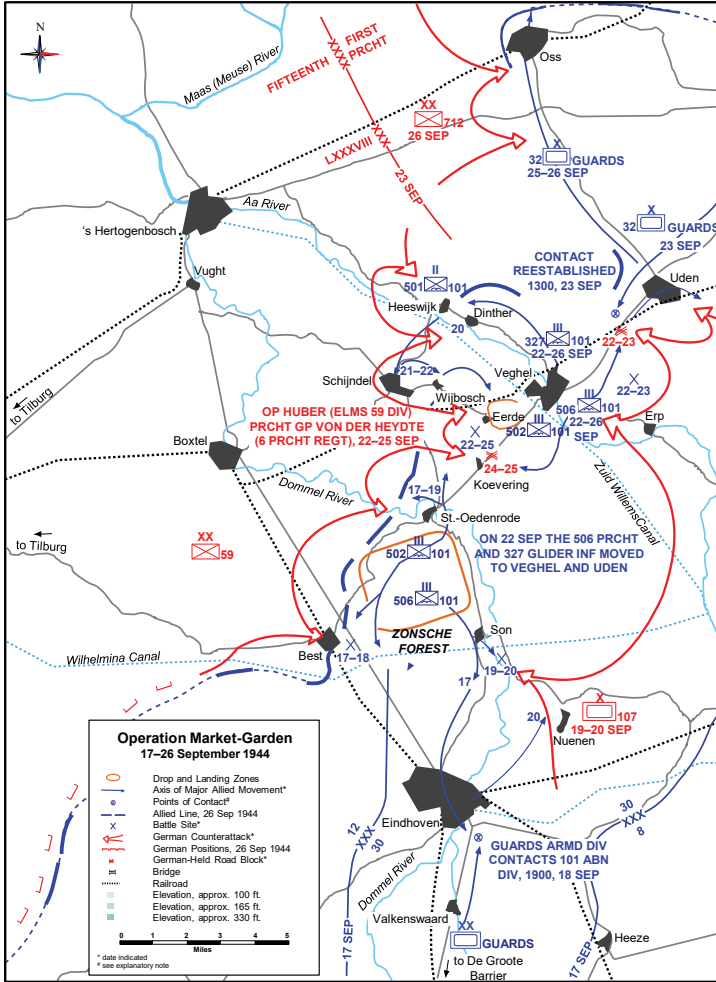 N
Maas (Meuse) River
FIFTEENTH
XXXX
FIRST
PRCHT
Oss
XX
712
26 SEP
LXXXVIII
XXX
23 SEP
X
32 GUARDS
25–26 SEP
Aa River
's Hertogenbosch
X
32 GUARDS
23 SEP
Vught
CONTACT
REESTABLISHED
1300, 23 SEP
Uden
II
501 101
Heeswijk
Dinther
20
III
327 101
22–26 SEP
22–23
21–22
Schijndel
Wijbosch
Veghel
22–23
to Tilburg
OP HUBER (ELMS 59 DIV)
PRCHT GP VON DER HEYDTE
(6 PRCHT REGT), 22–25 SEP
Eerde
III
502 101
III
506 101
22–26
SEP
Erp
22–25
24–25
Koevering
Boxtel
Dommel River
17–19
Zuid WillemsCanal
St.-Oedenrode
to Tilburg
XX
59
III
502 101
ON 22 SEP THE 506 PRCHT
AND 327 GLIDER INF MOVED
TO VEGHEL AND UDEN
III
506 101
ZONSCHE
FOREST
Son
Best
17–18
19–20
Wilhelmina Canal
17
X
107
19–20 SEP
20
Nuenen
Operation Market-Garden
17–26 September 1944
Drop and Landing Zones
Axis of Major Allied Movement*
Points of Contact#
Allied Line, 26 Sep 1944
Battle Site*
German Counterattack*
German Positions, 26 Sep 1944
German-Held Road Block*
Bridge
Railroad
Elevation, approx. 100 ft.
Elevation, approx. 165 ft.
Elevation, approx. 330 ft.
0 1 2 3 4 5
Miles
* date indicated
# see explanatory note
Eindhoven
12
XXX
30
30
XXX
8
GUARDS ARMD DIV
CONTACTS 101 ABN
DIV, 1900, 18 SEP
Dommel River
Valkenswaard
XX
GUARDS
17 SEP
to De Groote
Barrier
17 SEP
Heeze